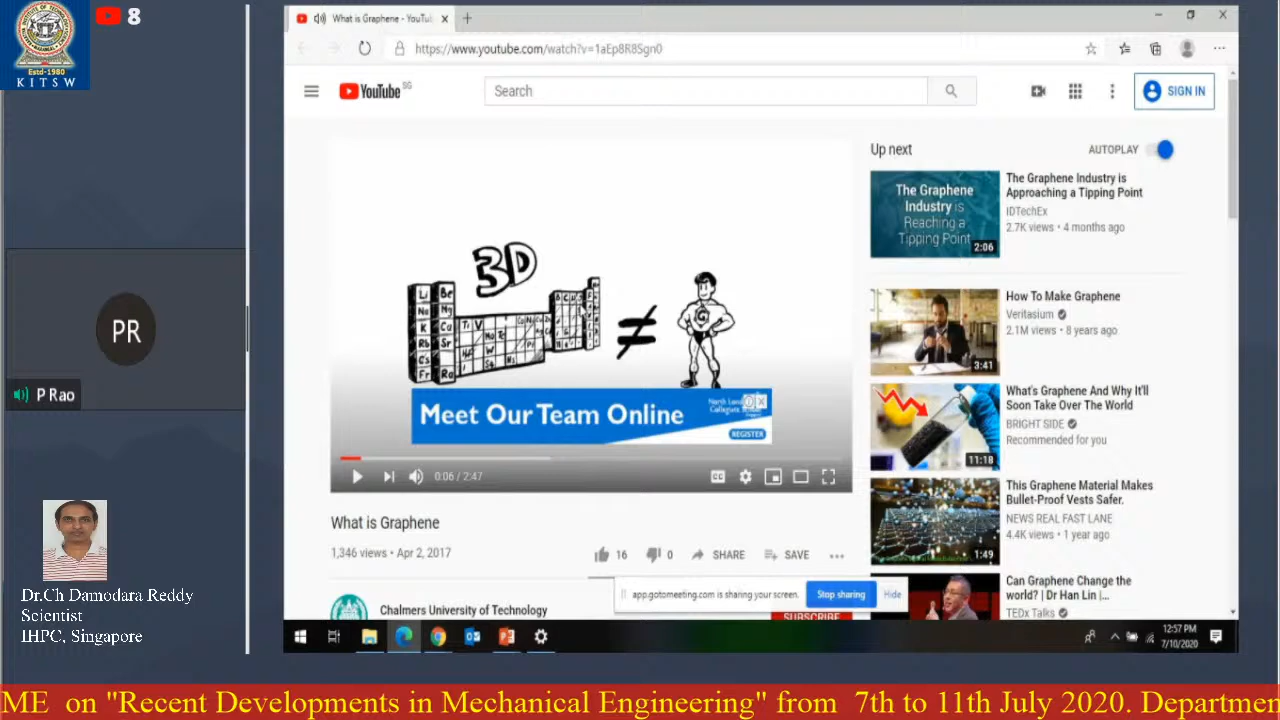 8
Estd-1980
K I T S W
PR
P Rao
Dr.Ch Damodara Reddy
Scientist
IHPC, Singapore
What is Graphene - YouTu
https://www.youtube.com/watch?v=1aEp8R8Sgn0
YouTube SG
Search
SIGN IN
3D
≠
G
Meet Our Team Online
REGISTER
0:06 / 2:47
CC
What is Graphene
1,346 views • Apr 2, 2017
16
0
SHARE
SAVE
Chalmers University of Technology
SUBSCRIBE
app.gotomeeting.com is sharing your screen.
Stop sharing
Hide
Up next
AUTOPLAY
The Graphene
Industry is
Reaching a
Tipping Point
2:06
The Graphene Industry is
Approaching a Tipping Point
IDTechEx
2.7K views • 4 months ago
3:41
How To Make Graphene
Veritasium
2.1M views • 8 years ago
11:18
What's Graphene And Why It'll
Soon Take Over The World
BRIGHT SIDE
Recommended for you
1:49
This Graphene Material Makes
Bullet-Proof Vests Safer.
NEWS REAL FAST LANE
4.4K views • 1 year ago
Can Graphene Change the
world? | Dr Han Lin |...
TEDx Talks
12:57 PM
7/10/2020
ME on "Recent Developments in Mechanical Engineering" from 7th to 11th July 2020. Departmen